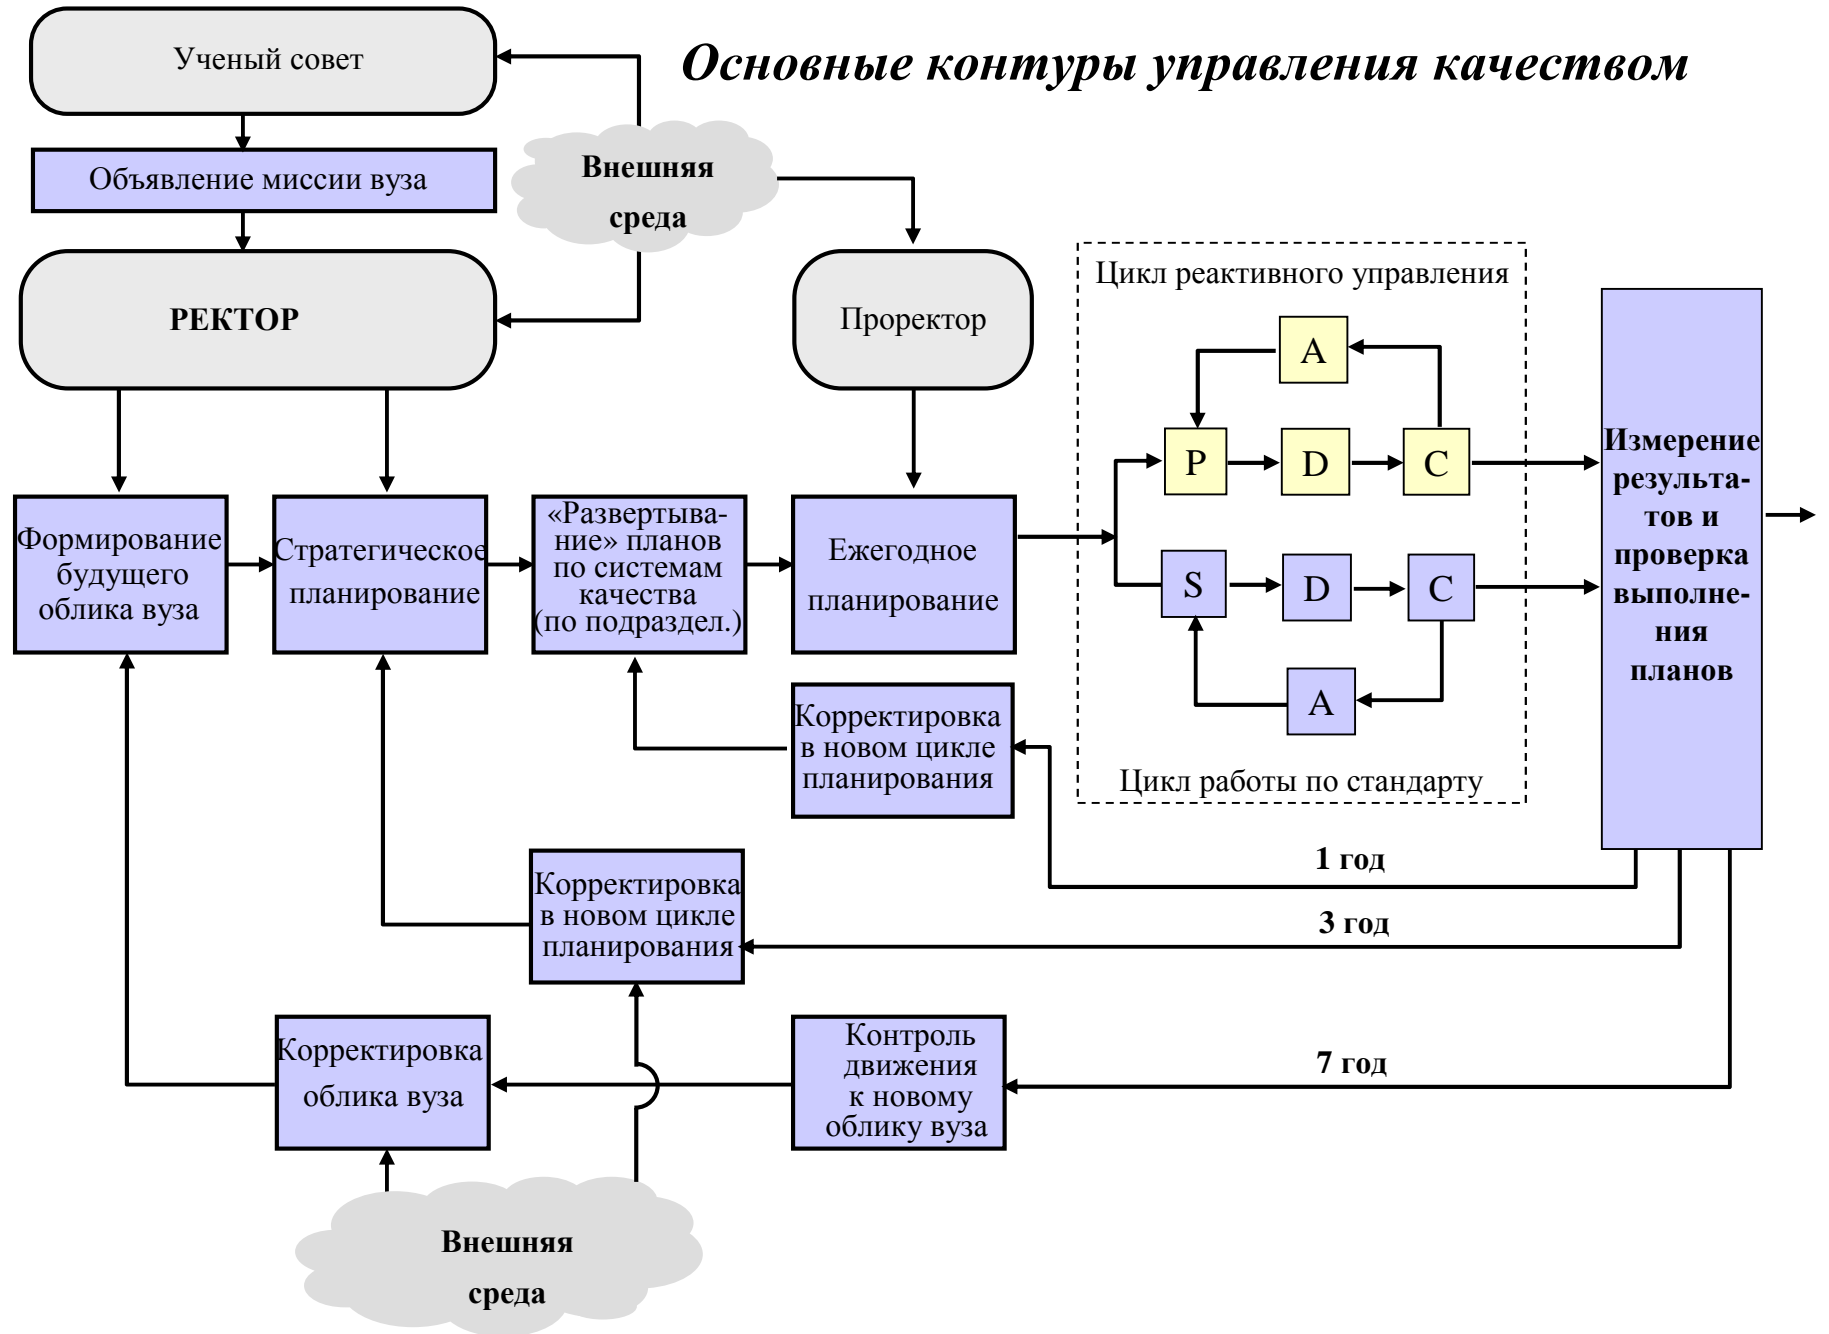 Основные контуры управления качеством
Ученый совет
Объявление миссии вуза
Внешняя
среда
РЕКТОР
Проректор
Цикл реактивного управления
A
P
D
C
S
D
C
A
Цикл работы по стандарту
Измерение
результа-
тов и
проверка
выполне-
ния
планов
Формирование
будущего
облика вуза
Стратегическое
планирование
«Развертыва-
ние» планов
по системам
качества
(по подраздел.)
Ежегодное
планирование
Корректировка
в новом цикле
планирования
1 год
Корректировка
в новом цикле
планирования
3 год
Корректировка
облика вуза
Контроль
движения
к новому
облику вуза
7 год
Внешняя
среда